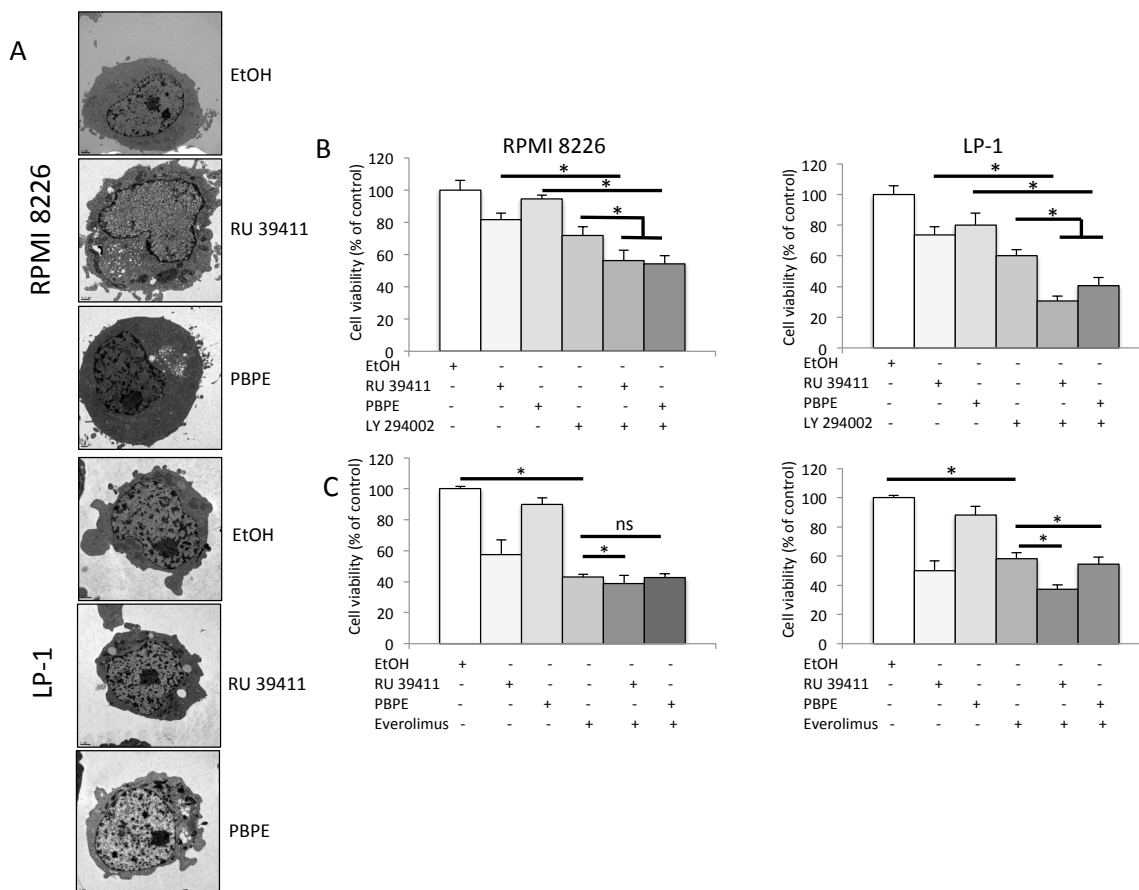 A
RPMI 8226
EtOH
RU 39411
PBPE
LP-1
EtOH
RU 39411
PBPE
B
RPMI 8226
Cell viability (% of control)
120
100
80
60
40
20
0
* * *
EtOH + - - - - -
RU 39411 - + - - + -
PBPE - - + - - +
LY 294002 - - - + + +
LP-1
Cell viability (% of control)
120
100
80
60
40
20
0
* * *
EtOH + - - - - -
RU 39411 - + - - + -
PBPE - - + - - +
LY 294002 - - - + + +
C
Cell viability (% of control)
120
100
80
60
40
20
0
* ns *
EtOH + - - - - -
RU 39411 - + - - + -
PBPE - - + - - +
Everolimus - - - + + +
Cell viability (% of control)
120
100
80
60
40
20
0
* * *
EtOH + - - - - -
RU 39411 - + - - + -
PBPE - - + - - +
Everolimus - - - + + +